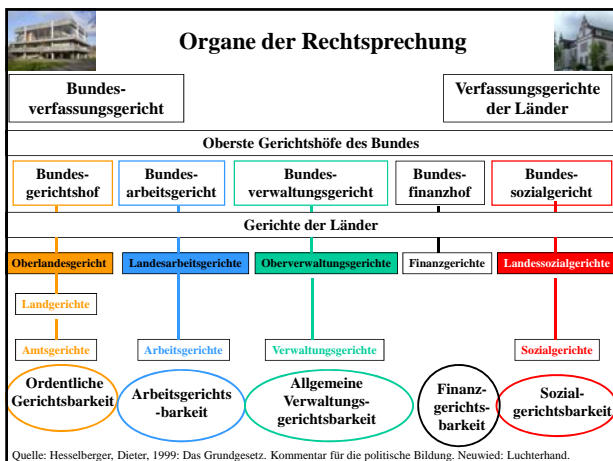 Organe der Rechtsprechung
Bundes-
verfassungsgericht
Verfassungsgerichte
der Länder
Oberste Gerichtshöfe des Bundes
Bundes-
gerichtshof
Bundes-
arbeitsgericht
Bundes-
verwaltungsgericht
Bundes-
finanzhof
Bundes-
sozialgericht
Gerichte der Länder
Oberlandesgericht
Landesarbeitsgerichte
Oberverwaltungsgerichte
Finanzgerichte
Landessozialgerichte
Landgerichte
Amtsgerichte
Arbeitsgerichte
Verwaltungsgerichte
Sozialgerichte
Ordentliche
Gerichtsbarkeit
Arbeitsgerichts
-barkeit
Allgemeine
Verwaltungs-
gerichtsbarkeit
Finanz-
gerichts-
barkeit
Sozial-
gerichtsbarkeit
Quelle: Hesselberger, Dieter, 1999: Das Grundgesetz. Kommentar für die politische Bildung. Neuwied: Luchterhand.